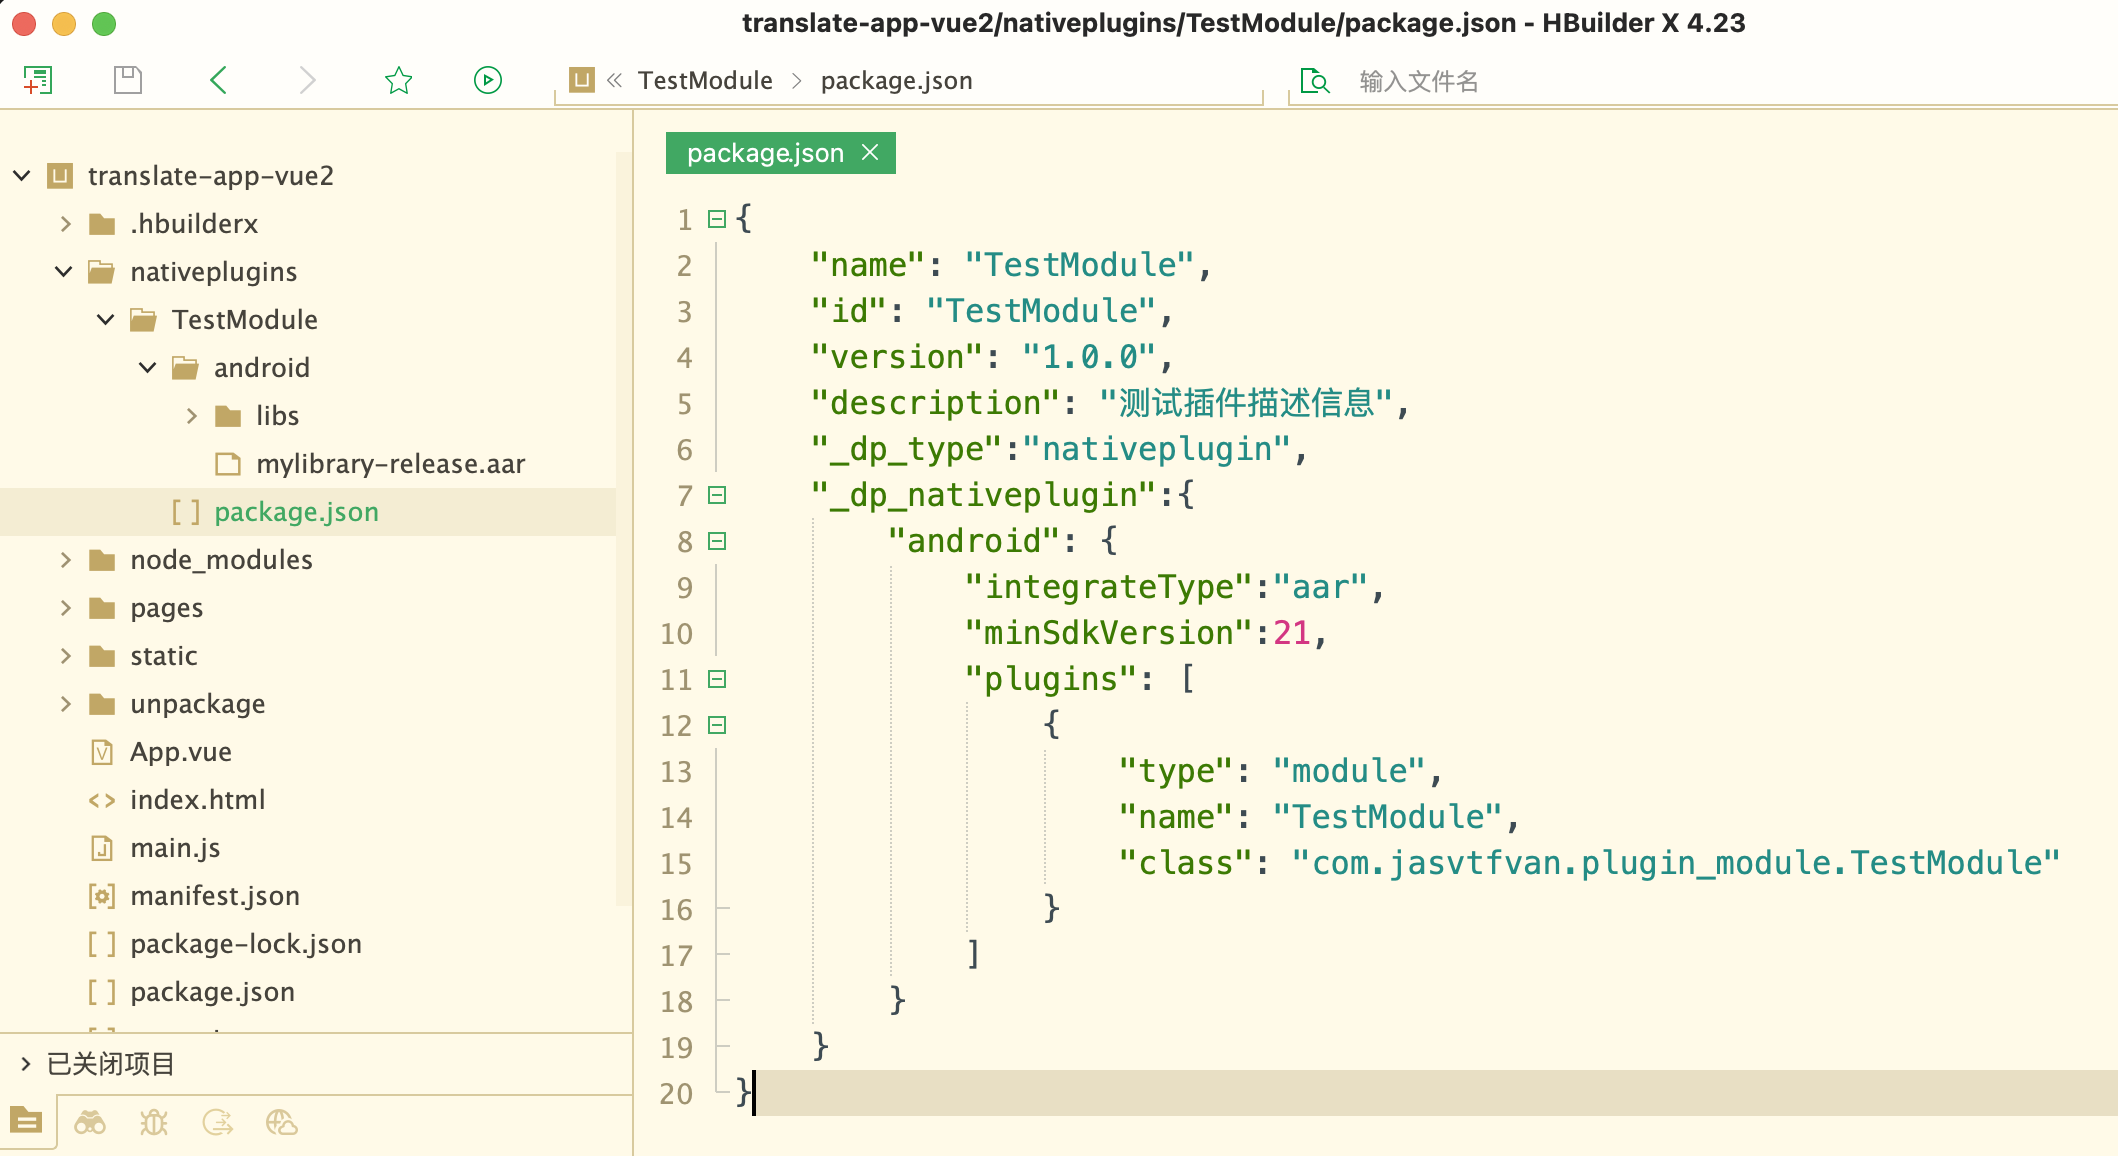 translate-app-vue2/nativeplugins/TestModule/package.json - HBuilder X 4.23
TestModule > package.json
输入文件名
translate-app-vue2
.hbuilderx
nativeplugins
TestModule
android
libs
mylibrary-release.aar
package.json
node_modules
pages
static
unpackage
App.vue
index.html
main.js
manifest.json
package-lock.json
package.json
已关闭项目
package.json
1 {
2 "name": "TestModule",
3 "id": "TestModule",
4 "version": "1.0.0",
5 "description": "测试插件描述信息",
6 "_dp_type":"nativeplugin",
7 "_dp_nativeplugin":{
8 "android": {
9 "integrateType":"aar",
10 "minSdkVersion":21,
11 "plugins": [
12 {
13 "type": "module",
14 "name": "TestModule",
15 "class": "com.jasvtfvan.plugin_module.TestModule"
16 }
17 ]
18 }
19 }
20 }